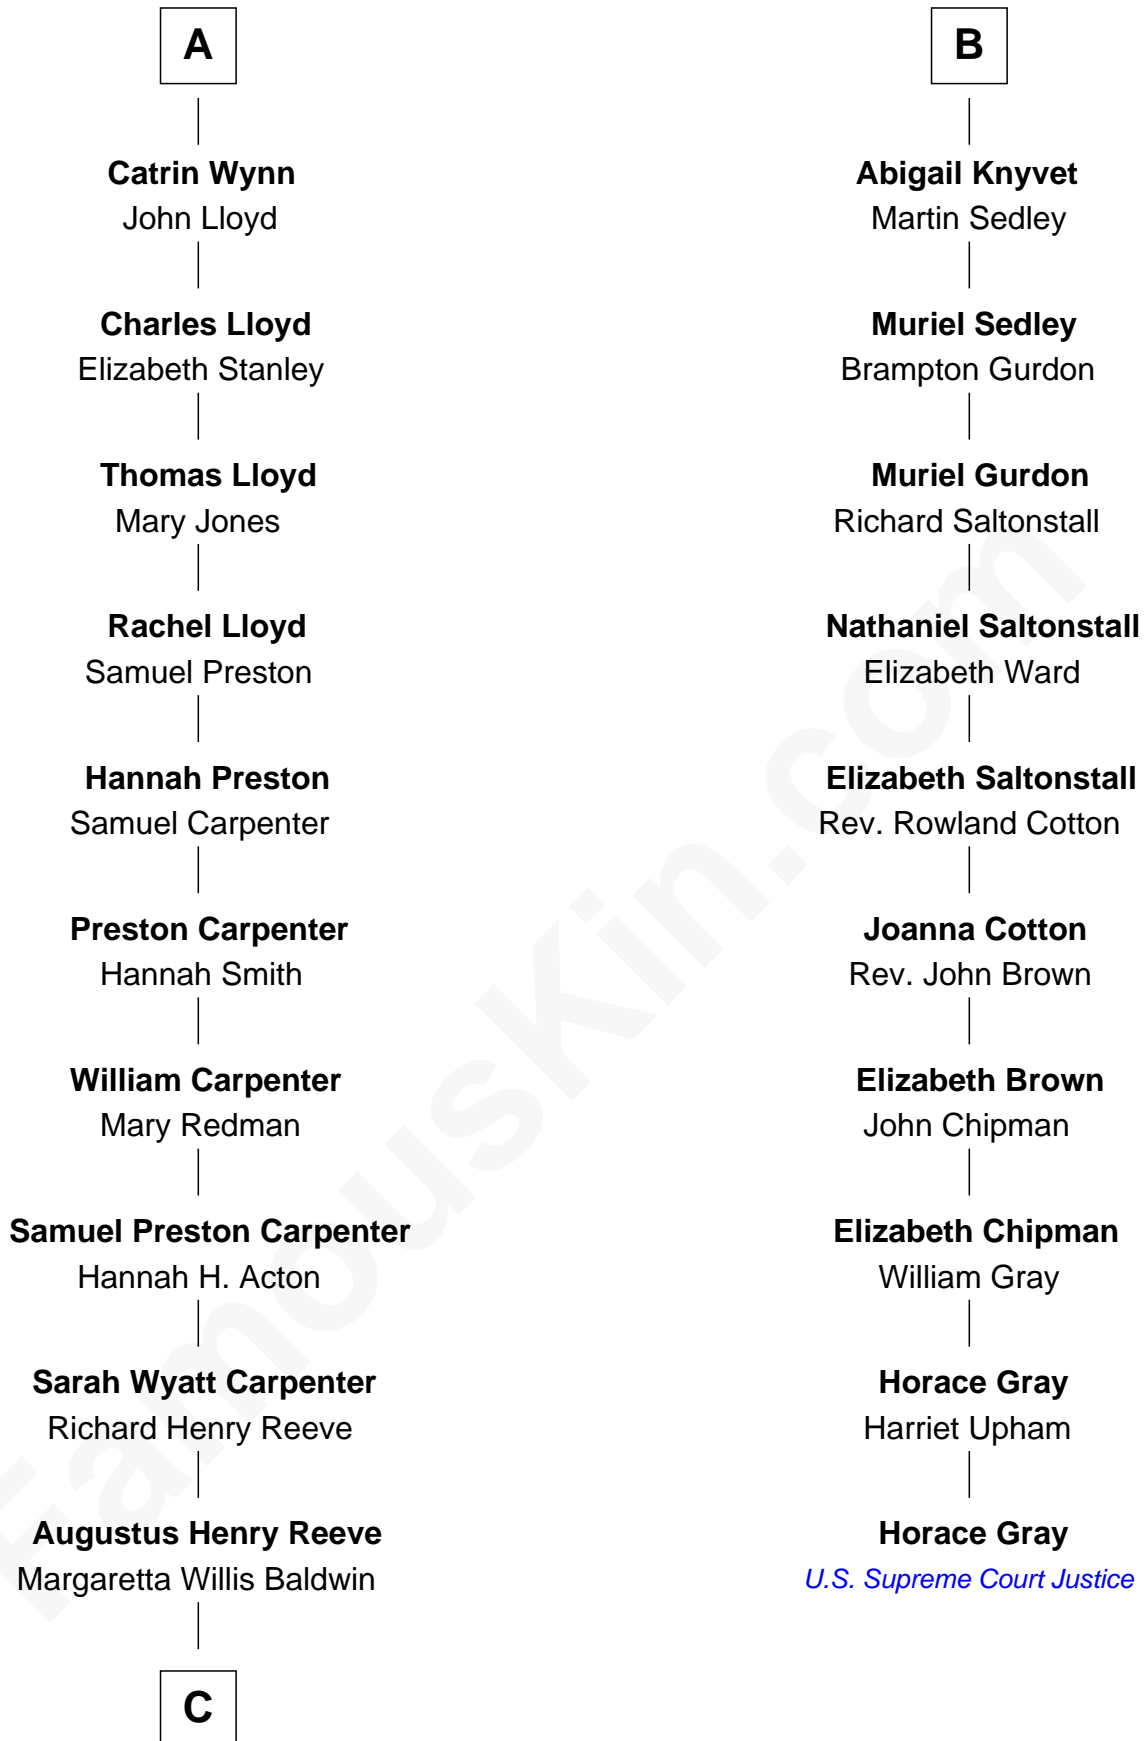 A
Catrin Wynn
John Lloyd
Charles Lloyd
Elizabeth Stanley
Thomas Lloyd
Mary Jones
Rachel Lloyd
Samuel Preston
Hannah Preston
Samuel Carpenter
Preston Carpenter
Hannah Smith
William Carpenter
Mary Redman
Samuel Preston Carpenter
Hannah H. Acton
Sarah Wyatt Carpenter
Richard Henry Reeve
Augustus Henry Reeve
Margaretta Willis Baldwin
C
B
Abigail Knyvet
Martin Sedley
Muriel Sedley
Brampton Gurdon
Muriel Gurdon
Richard Saltonstall
Nathaniel Saltonstall
Elizabeth Ward
Elizabeth Saltonstall
Rev. Rowland Cotton
Joanna Cotton
Rev. John Brown
Elizabeth Brown
John Chipman
Elizabeth Chipman
William Gray
Horace Gray
Harriet Upham
Horace Gray
U.S. Supreme Court Justice
FamousKin.com